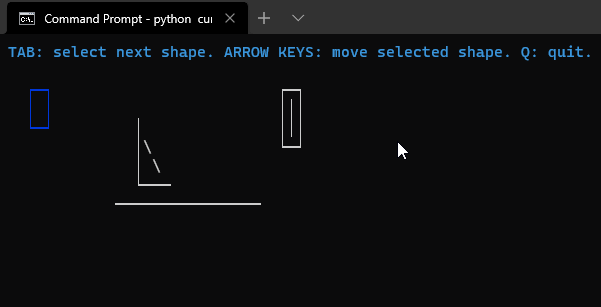 Command Prompt - python cu
TAB: select next shape. ARROW KEYS: move selected shape. Q: quit.